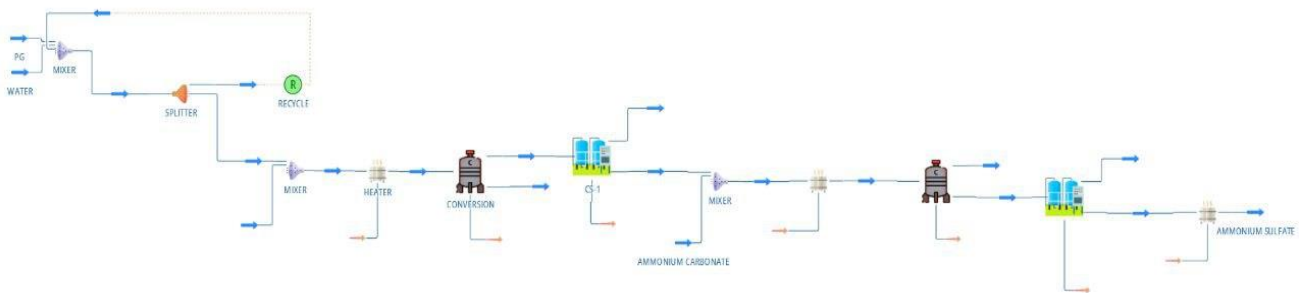 PG
MIXER
WATER
R
RECYCLE
SPLITTER
MIXER
HEATER
C
CONVERSION
CS-1
MIXER
AMMONIUM CARBONATE
C
AMMONIUM SULFATE